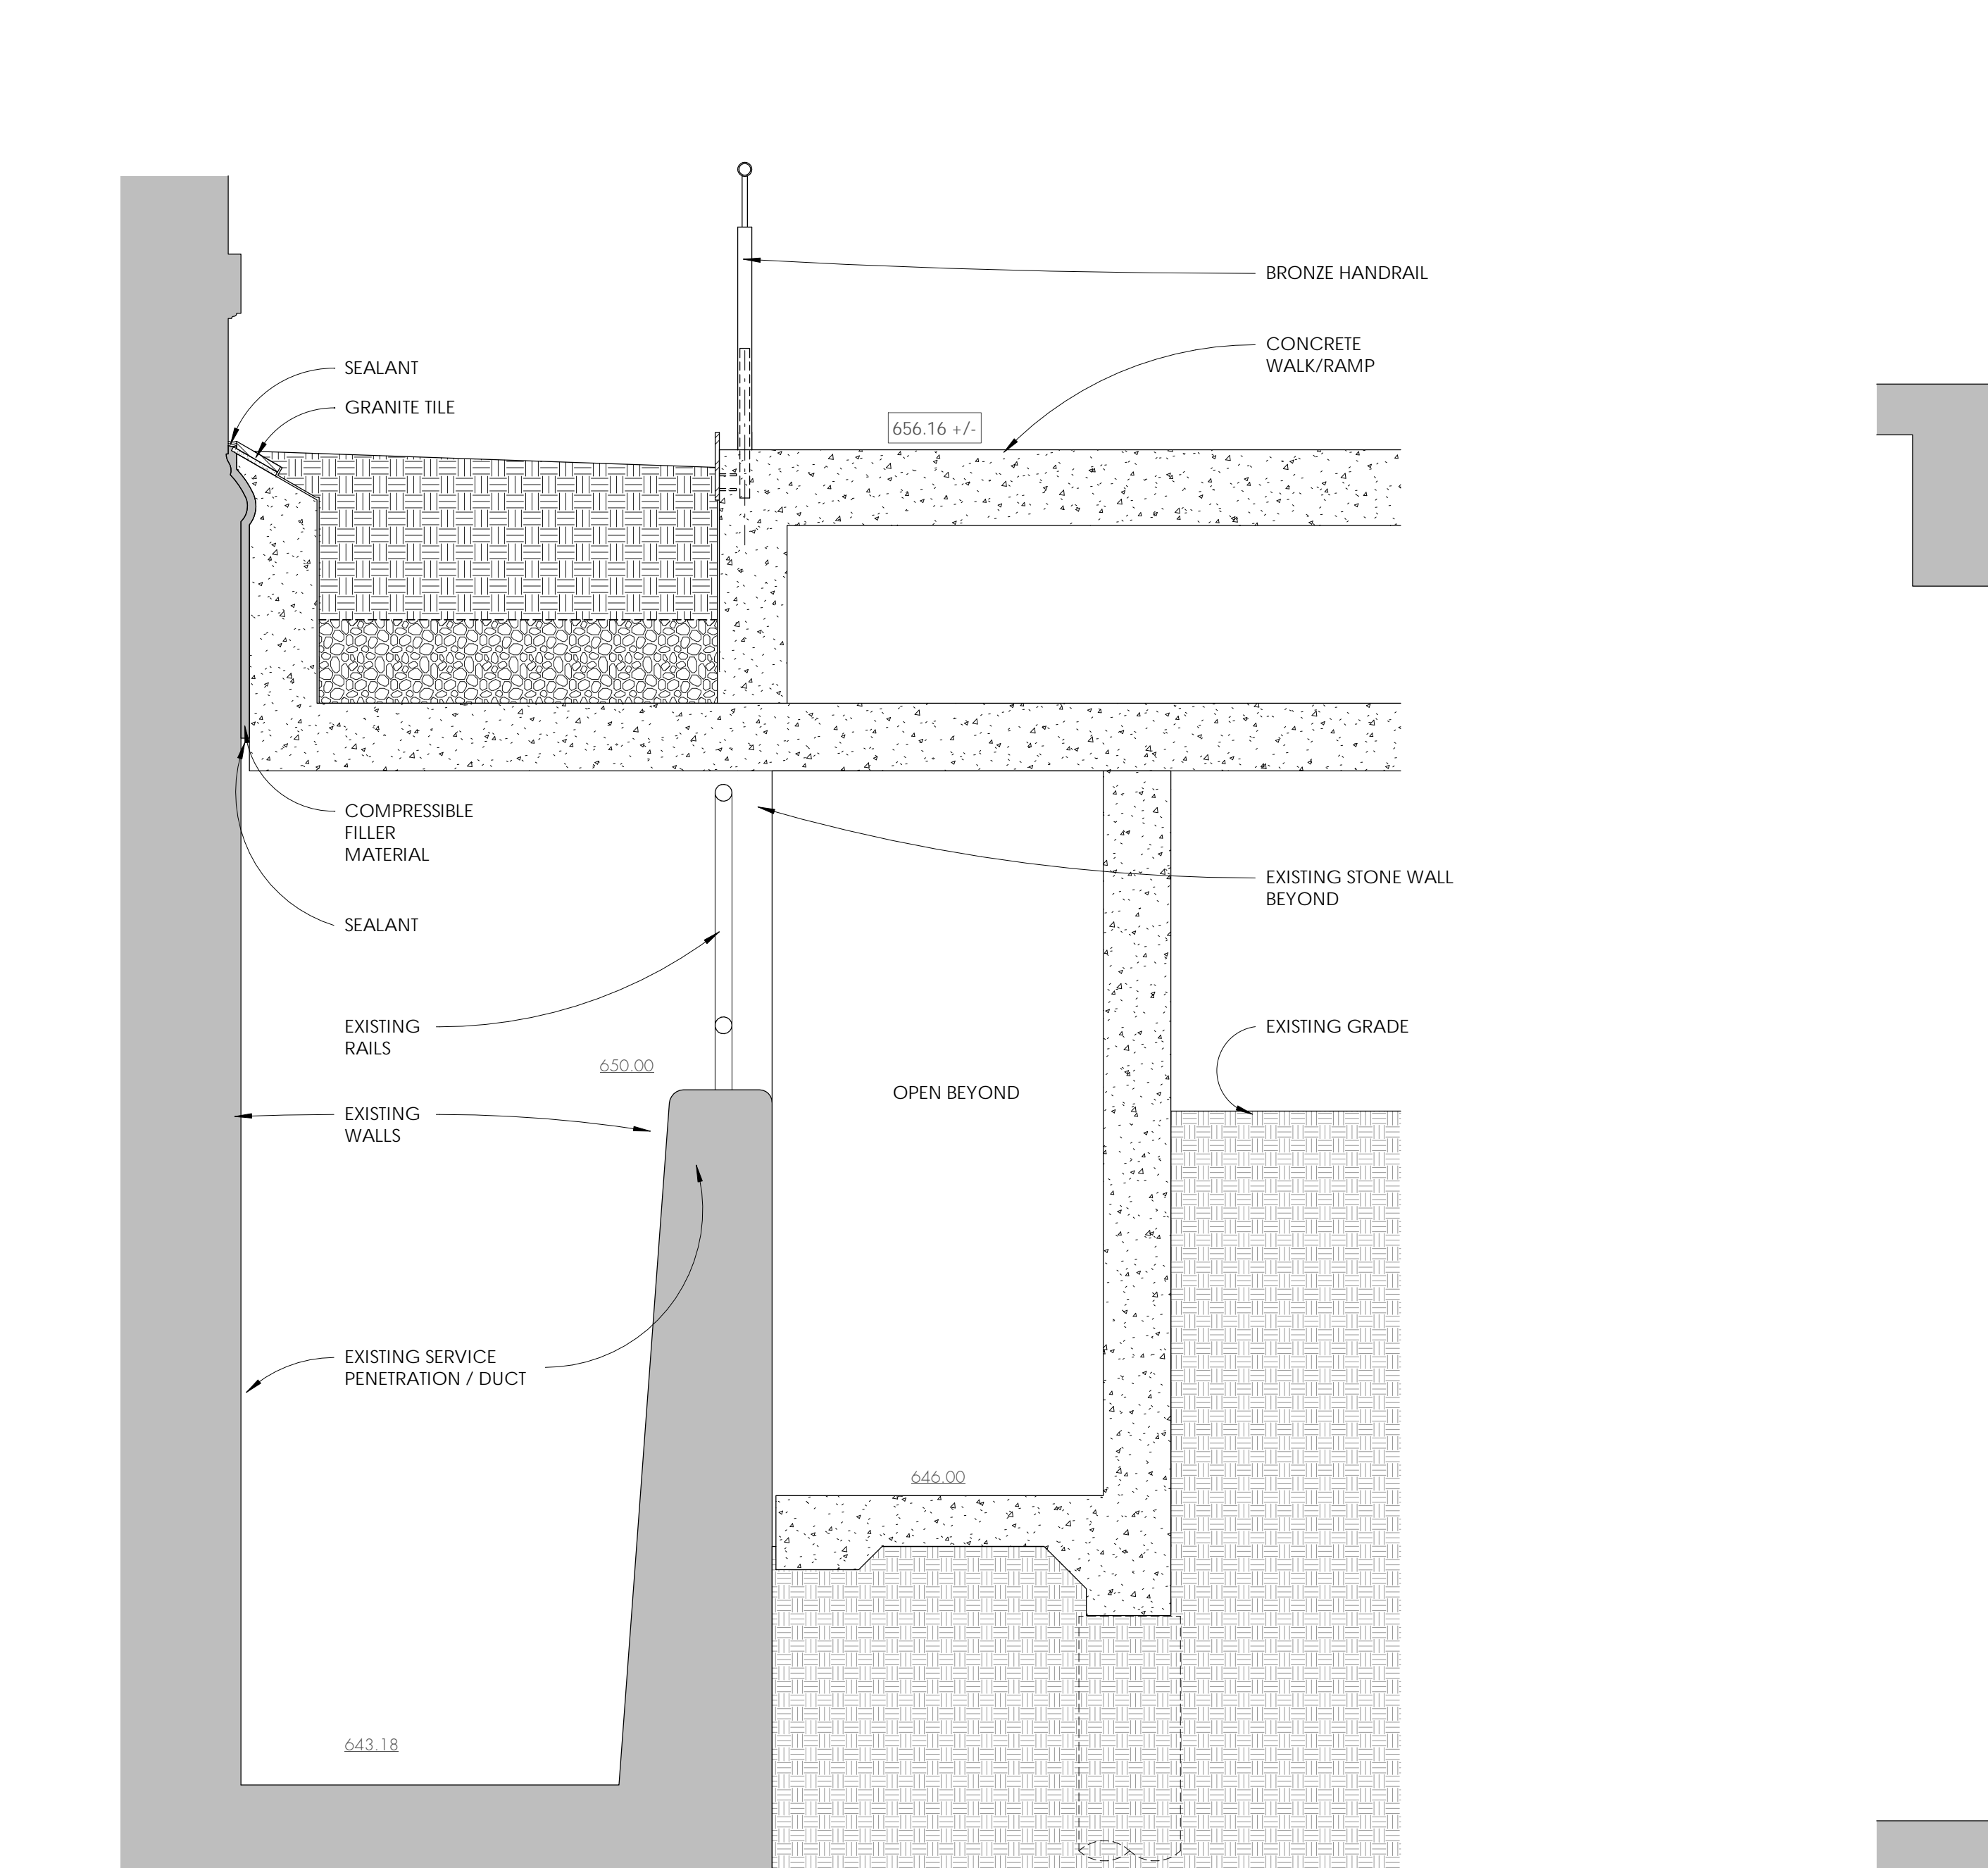 BRONZE HANDRAIL
CONCRETE
WALK/RAMP
SEALANT
GRANITE TILE
656.16 +/-
COMPRESSIBLE
FILLER
MATERIAL
EXISTING STONE WALL
BEYOND
SEALANT
EXISTING
RAILS
EXISTING GRADE
650.00
OPEN BEYOND
EXISTING
WALLS
EXISTING SERVICE
PENETRATION / DUCT
646.00
643.18